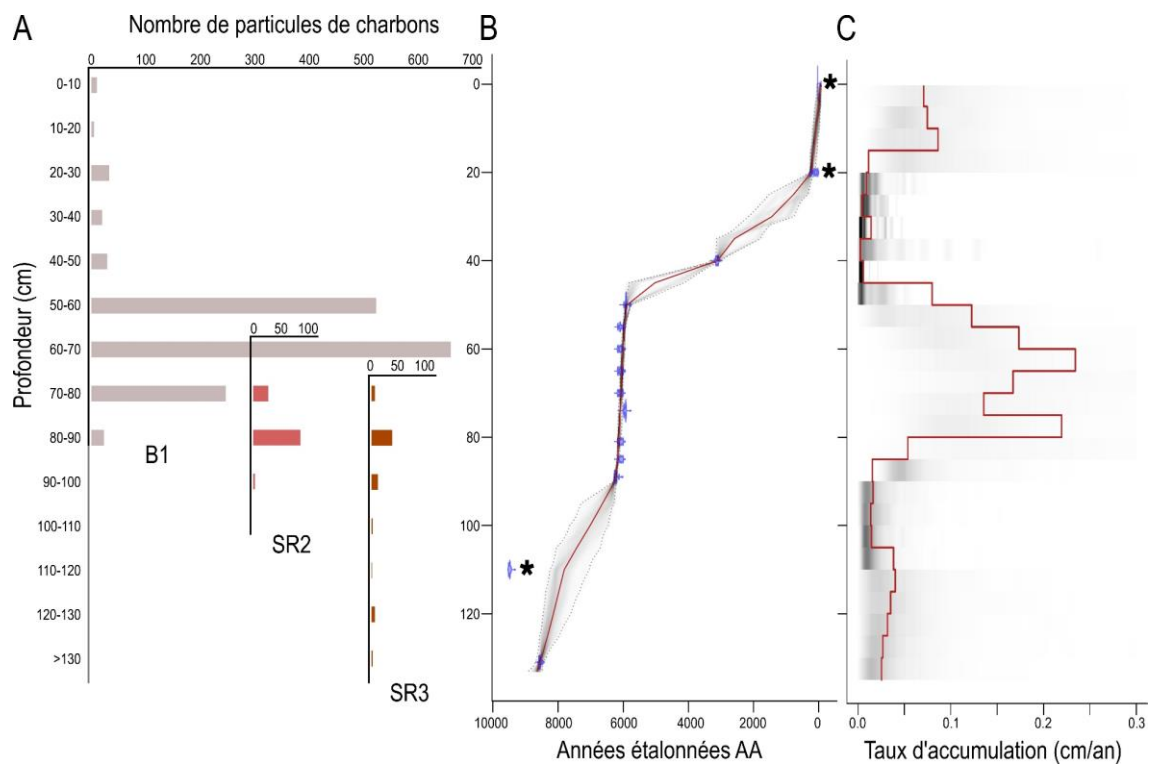 A
Nombre de particules de charbons
B
C
0 100 200 300 400 500 600 700
0-10
10-20
20-30
30-40
40-50
50-60
60-70
70-80
80-90
90-100
100-110
110-120
120-130
>130
Profondeur (cm)
0 50 100
0 50 100
B1
SR2
SR3
0
20
40
60
80
100
120
*
*
*
10000 8000 6000 4000 2000 0
Années étalonnées AA
0.0 0.1 0.2 0.3
Taux d'accumulation (cm/an)